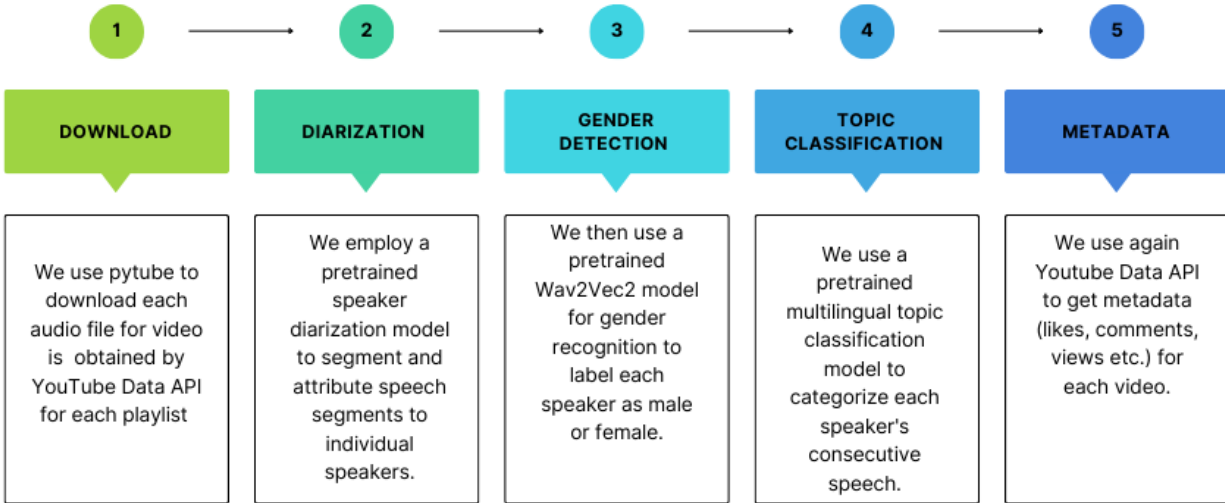 1
2
3
4
5
DOWNLOAD
DIARIZATION
GENDER
DETECTION
TOPIC
CLASSIFICATION
METADATA
We use pytube to
download each
audio file for video
is obtained by
YouTube Data API
for each playlist
We employ a
pretrained
speaker
diarization model
to segment and
attribute speech
segments to
individual
speakers.
We then use a
pretrained
Wav2Vec2 model
for gender
recognition to
label each
speaker as male
or female.
We use a
pretrained
multilingual topic
classification
model to
categorize each
speaker's
consecutive
speech.
We use again
Youtube Data API
to get metadata
(likes, comments,
views etc.) for
each video.